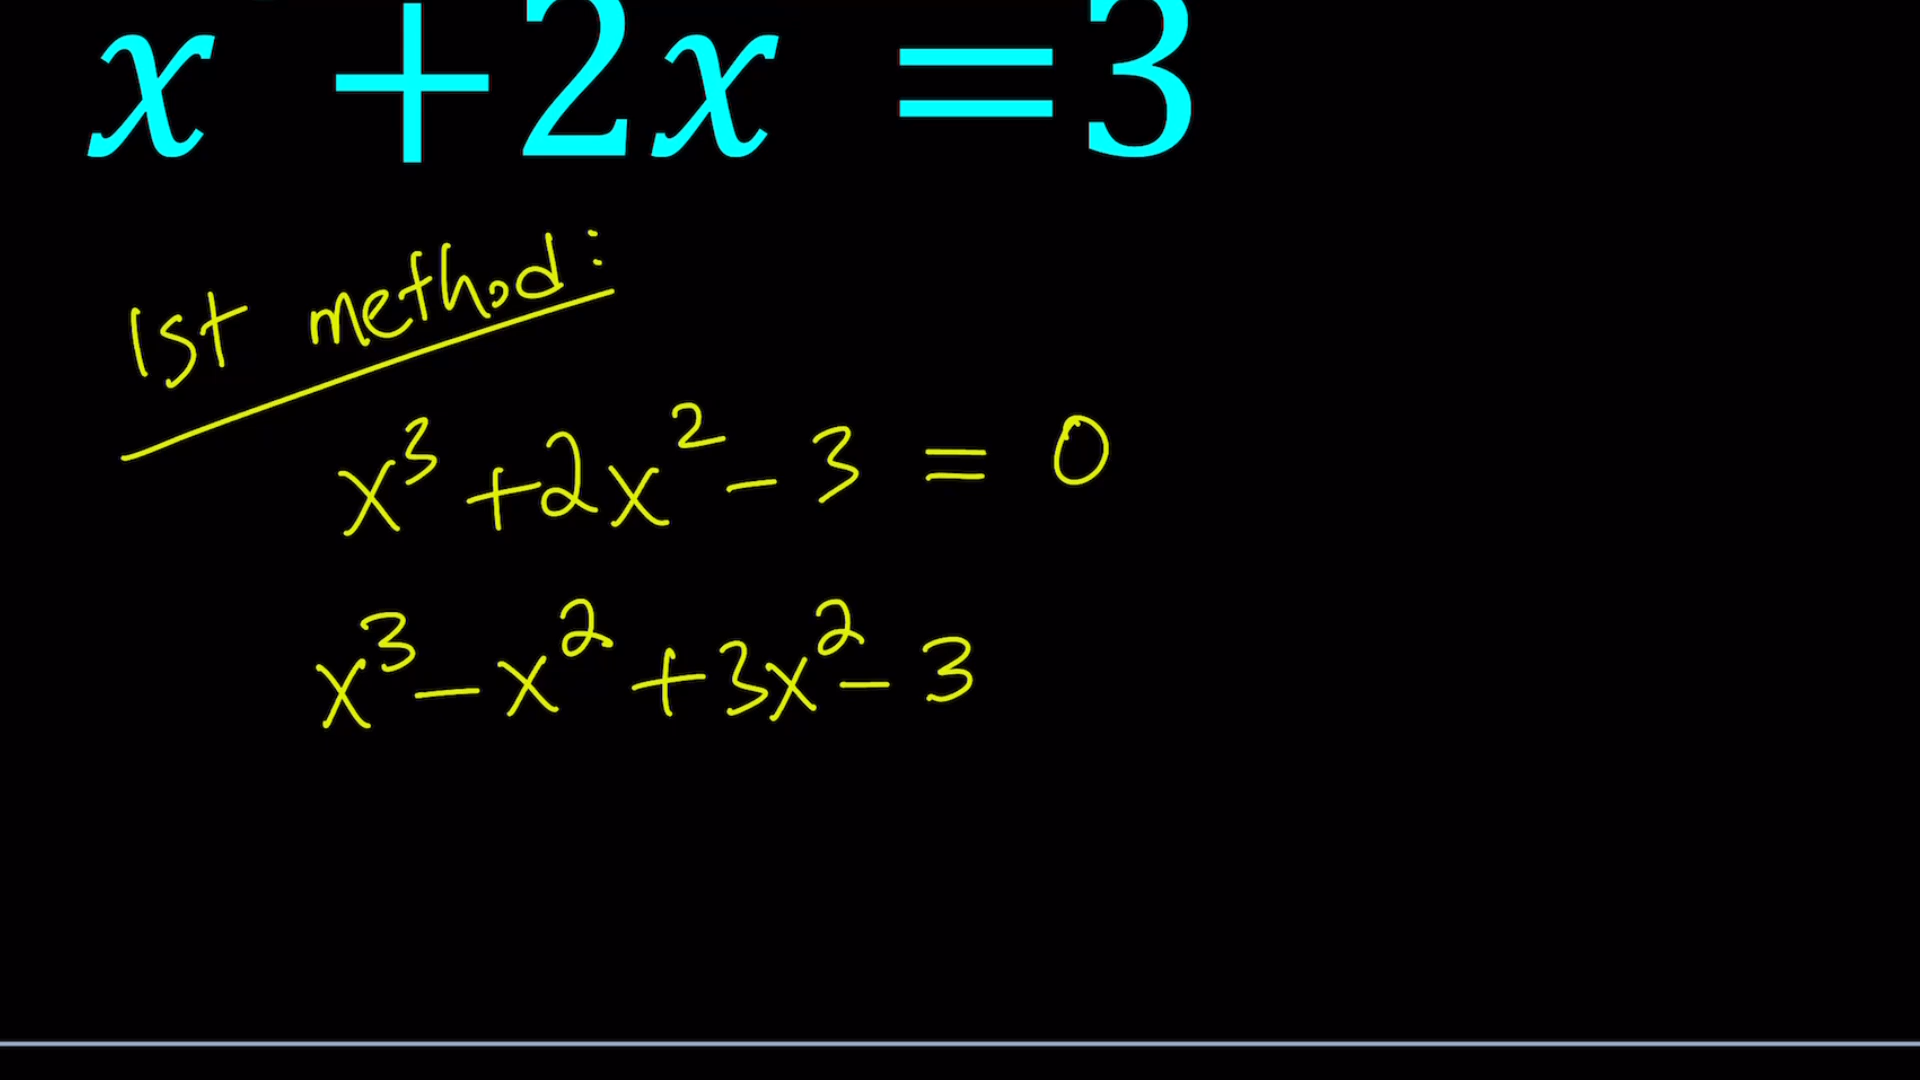 x +2x =3
1st method:
x³ +2x² - 3 = 0
x³ - x² + 3x² - 3